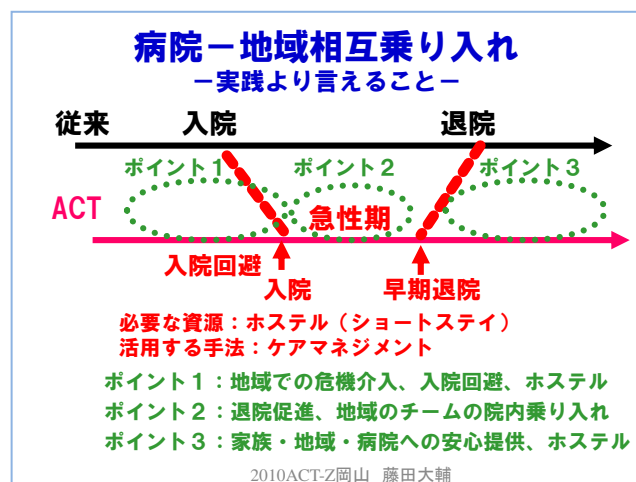 病院－地域相互乗り入れ
－実践より言えること－
従来 入院 退院
ポイント1 ポイント2 ポイント3
ACT
急性期
入院回避
入院 早期退院
必要な資源：ホステル（ショートステイ）
活用する手法：ケアマネジメント
ポイント１：地域での危機介入、入院回避、ホステル
ポイント２：退院促進、地域のチームの院内乗り入れ
ポイント３：家族・地域・病院への安心提供、ホステル
2010ACT-Z岡山 藤田大輔